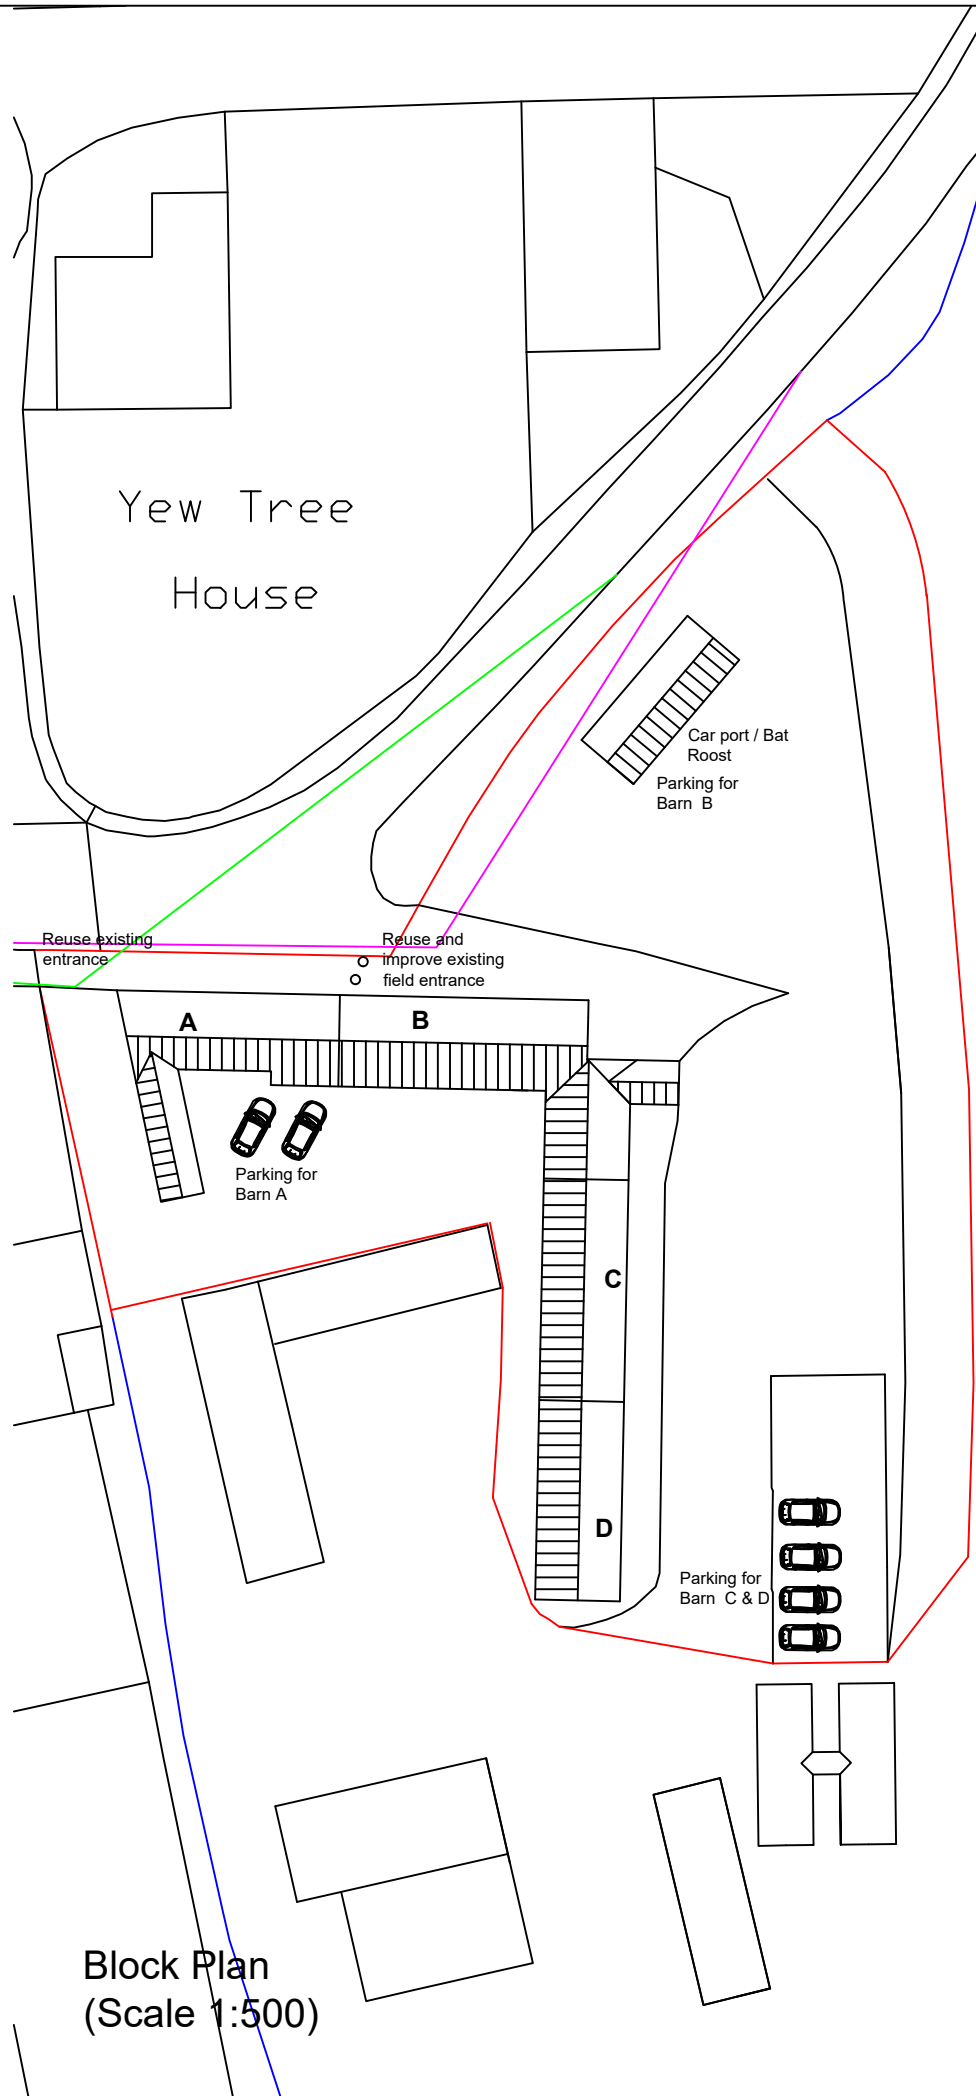 Yew Tree
House
Car port / Bat
Roost
Parking for
Barn B
Reuse existing
entrance
Reuse and
improve existing
field entrance
A
B
Parking for
Barn A
C
D
Parking for
Barn C & D
Block Plan
(Scale 1:500)